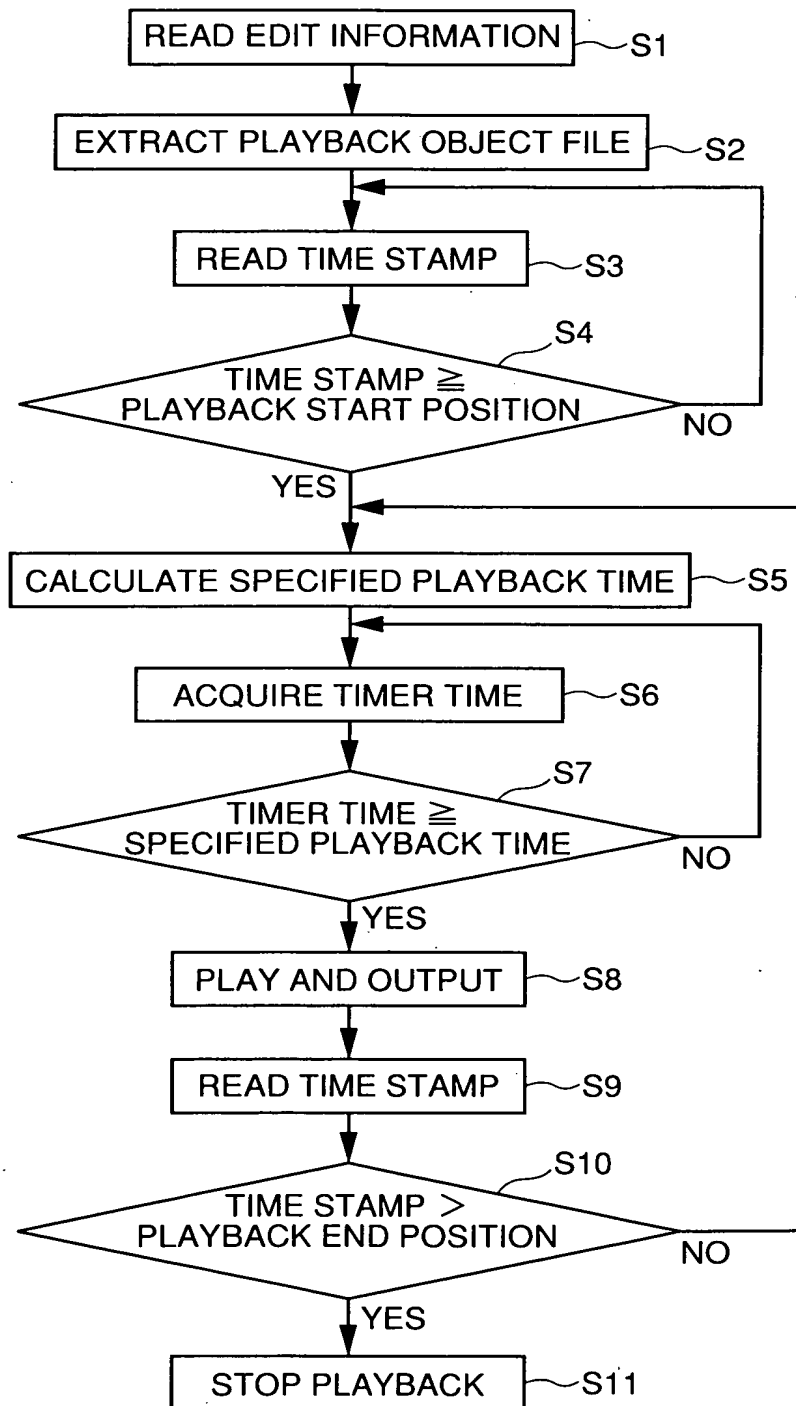 READ EDIT INFORMATION S1
EXTRACT PLAYBACK OBJECT FILE S2
READ TIME STAMP S3
S4
TIME STAMP ≧
PLAYBACK START POSITION
NO
YES
CALCULATE SPECIFIED PLAYBACK TIME S5
ACQUIRE TIMER TIME S6
S7
TIMER TIME ≧
SPECIFIED PLAYBACK TIME
NO
YES
PLAY AND OUTPUT S8
READ TIME STAMP S9
S10
TIME STAMP >
PLAYBACK END POSITION
NO
YES
STOP PLAYBACK S11